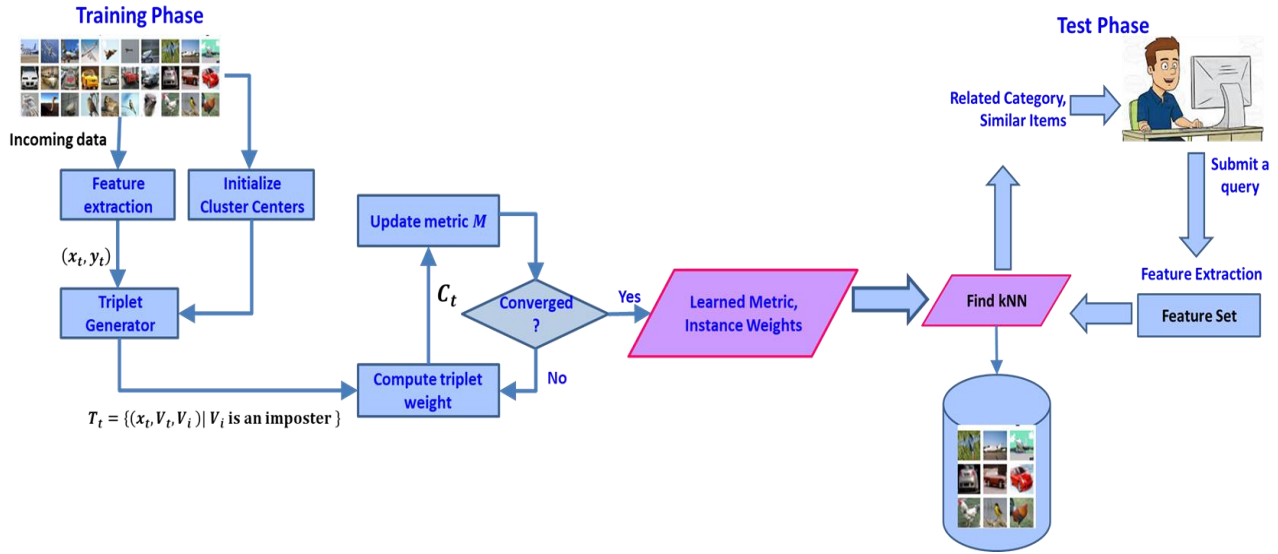 Training Phase
Incoming data
Feature
extraction
Initialize
Cluster Centers
(x_t, y_t)
Triplet
Generator
T_t = {(x_t, V_t, V_i )| V_i is an imposter }
Update metric M
C_t
Compute triplet
weight
Converged
?
Yes
No
Learned Metric,
Instance Weights
Test Phase
Related Category,
Similar Items
Submit a
query
Feature Extraction
Feature Set
Find kNN